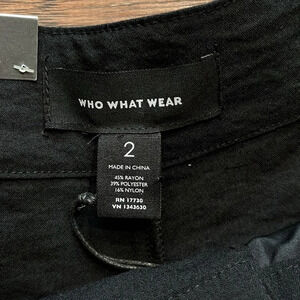 WHO WHAT WEAR
2
MADE IN CHINA
45% RAYON
39% POLYESTER
16% NYLON
RN 17730
VN 1343630